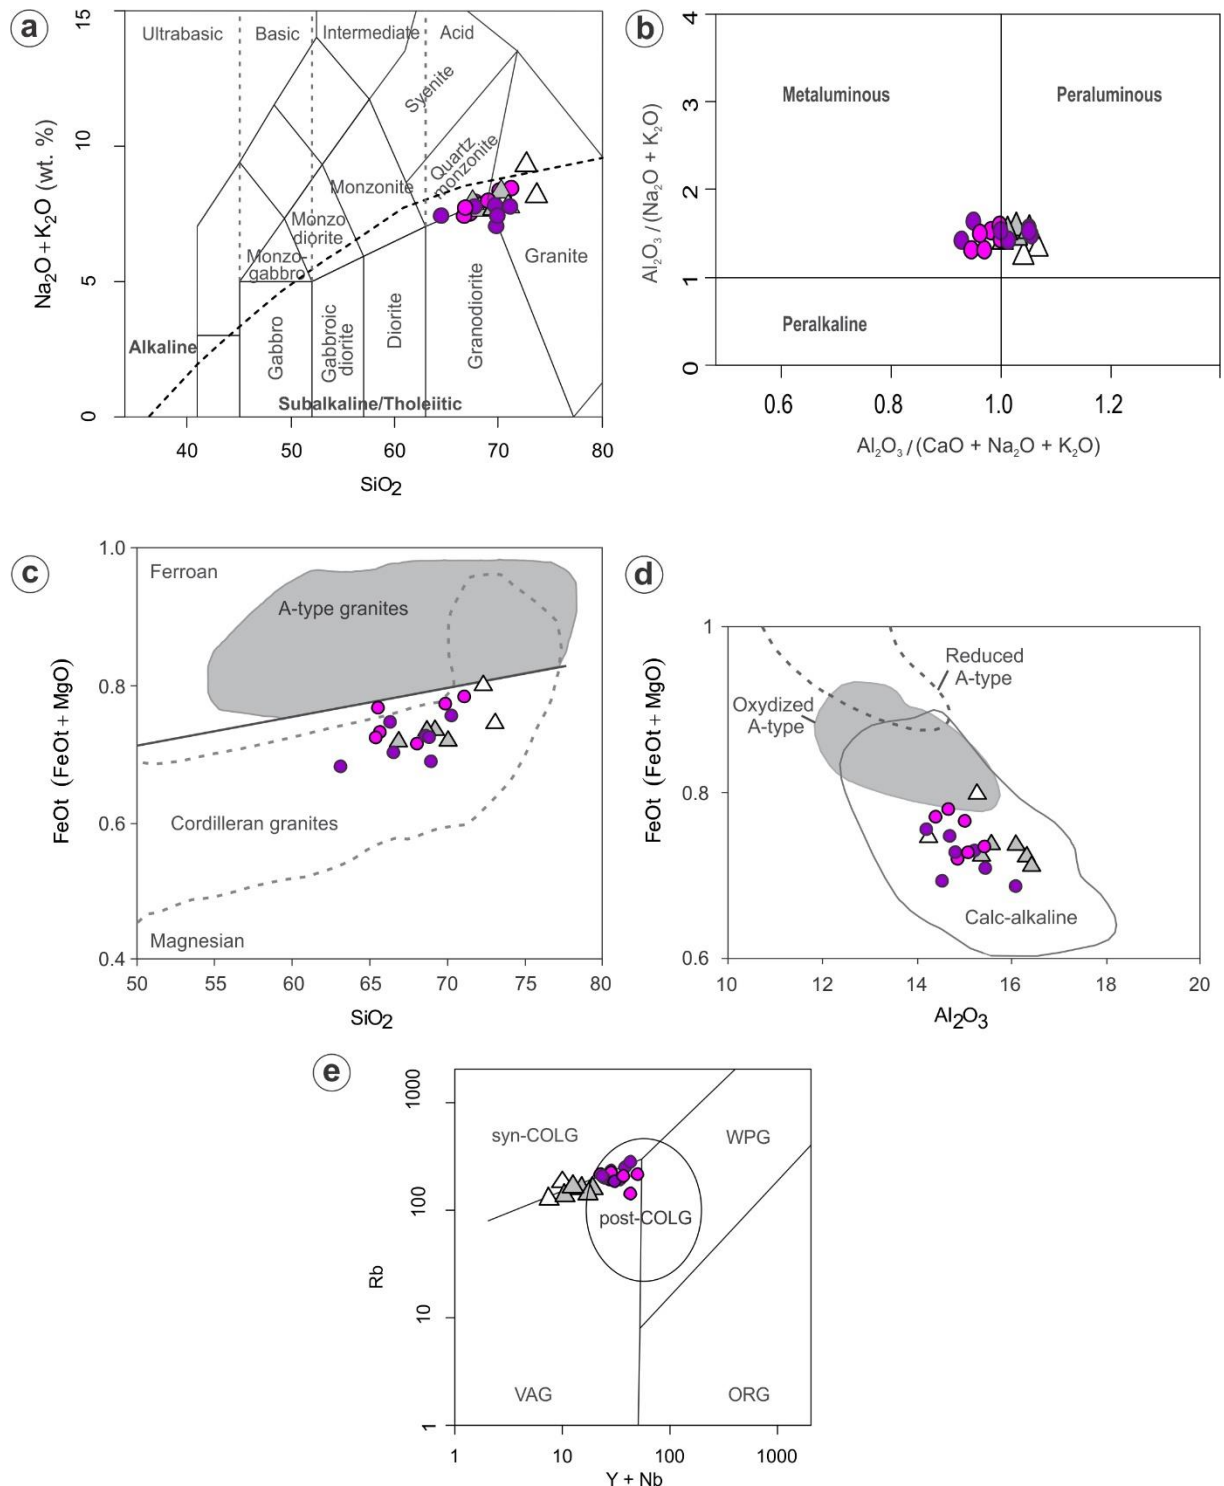 a
Ultrabasic
Basic
Intermediate
Acid
Syenite
Quartz
monzonite
Monzonite
Monzo
diorite
Monzo-
gabbro
Granite
Gabbro
Gabbroic
diorite
Diorite
Granodiorite
Alkaline
Subalkaline/Tholeiitic
15
10
5
0
Na₂O + K₂O (wt. %)
40
50
60
70
80
SiO₂
b
Metaluminous
Peraluminous
Peralkaline
4
3
2
1
0
Al₂O₃ / (Na₂O + K₂O)
0.6
0.8
1.0
1.2
Al₂O₃ / (CaO + Na₂O + K₂O)
c
Ferroan
A-type granites
Cordilleran granites
Magnesian
1.0
0.8
0.6
0.4
FeOt (FeOt + MgO)
50
55
60
65
70
75
80
SiO₂
d
Reduced
A-type
Oxydized
A-type
Calc-alkaline
1
0.8
0.6
FeOt (FeOt + MgO)
10
12
14
16
18
20
Al₂O₃
e
syn-COLG
WPG
post-COLG
VAG
ORG
1000
100
10
1
Rb
1
10
100
1000
Y + Nb